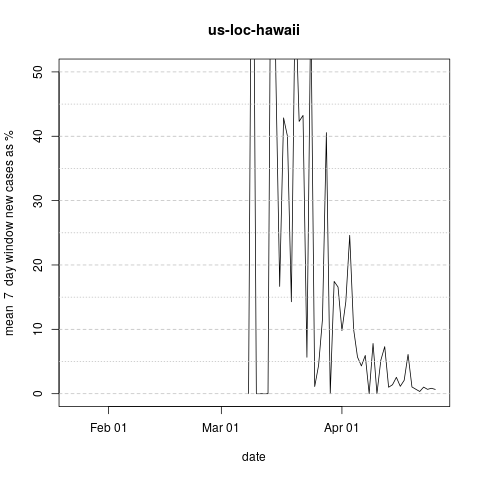 us-loc-hawaii
mean  7  day window new cases as %
50
40
30
20
10
0
Feb 01
Mar 01
Apr 01
date